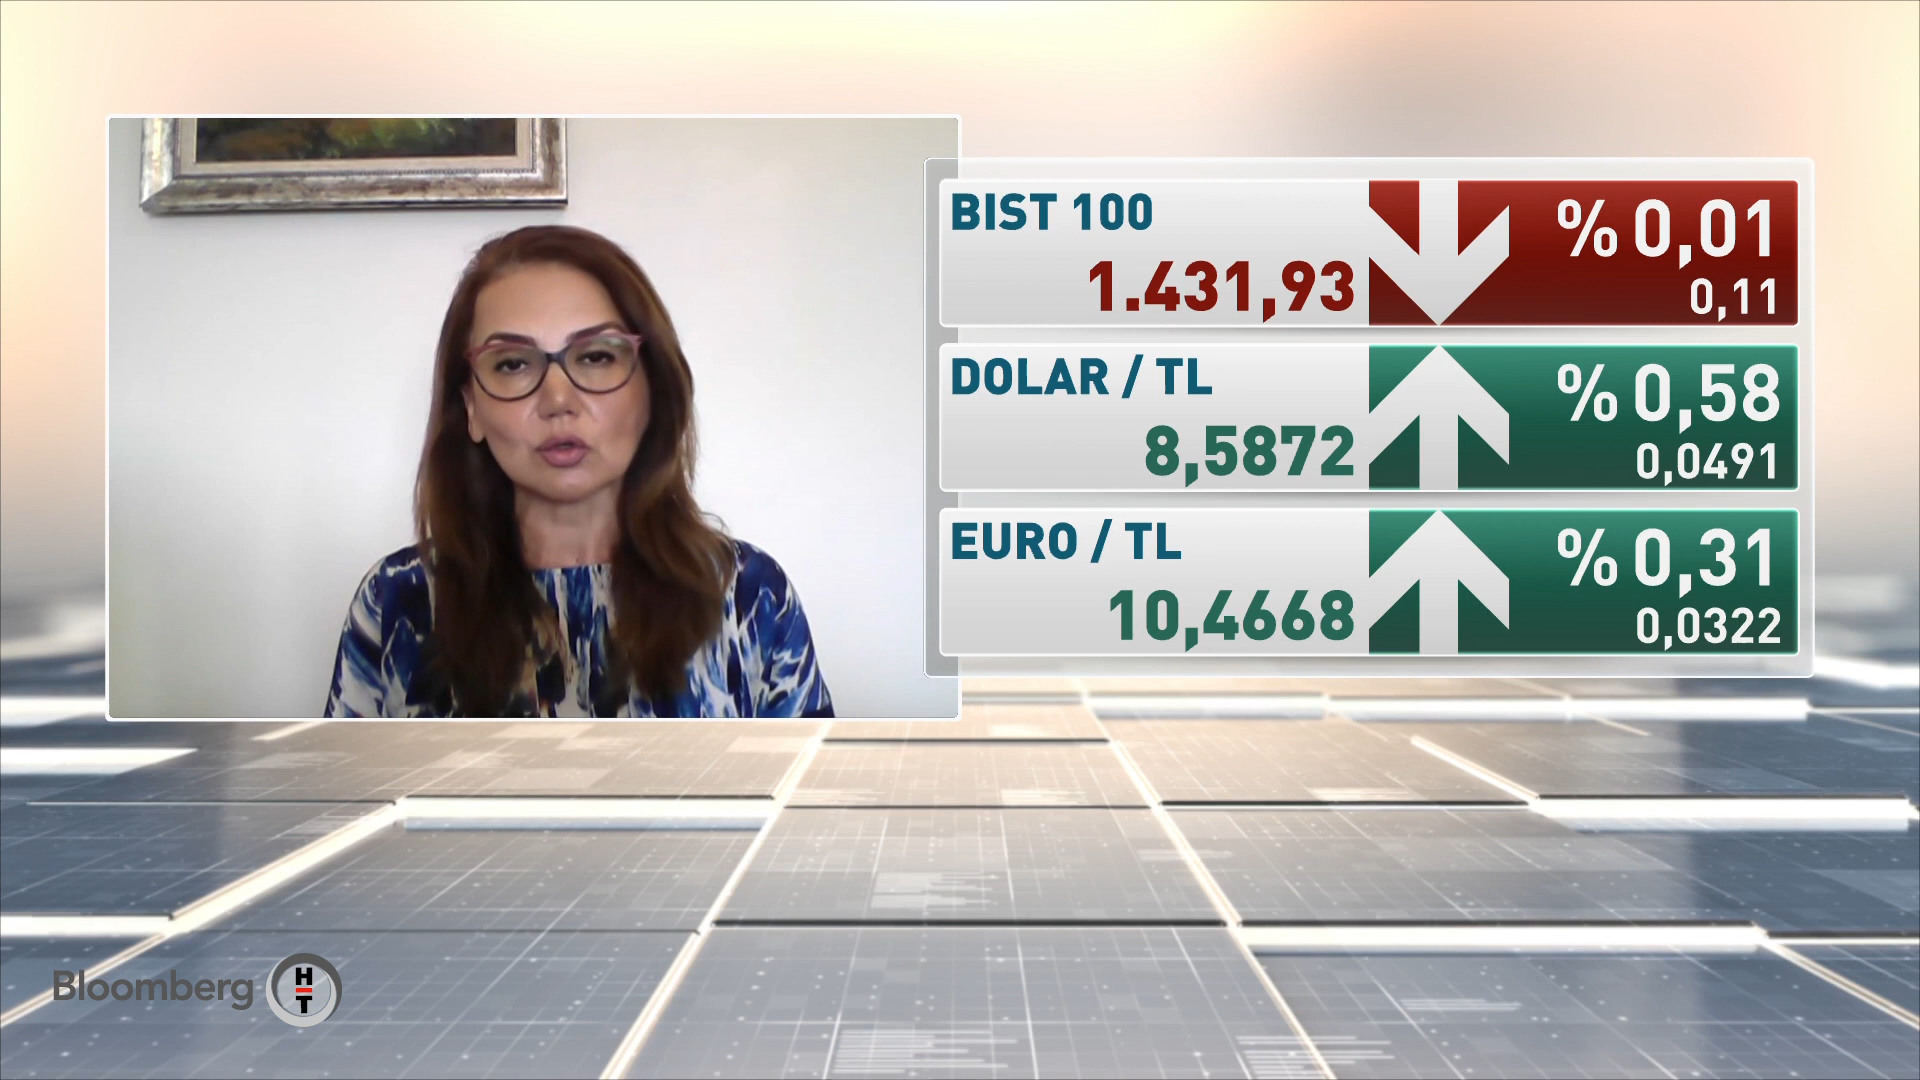 BIST 100
1.431,93
% 0,01
0,11
DOLAR / TL
8,5872
% 0,58
0,0491
EURO / TL
10,4668
% 0,31
0,0322
Bloomberg HT